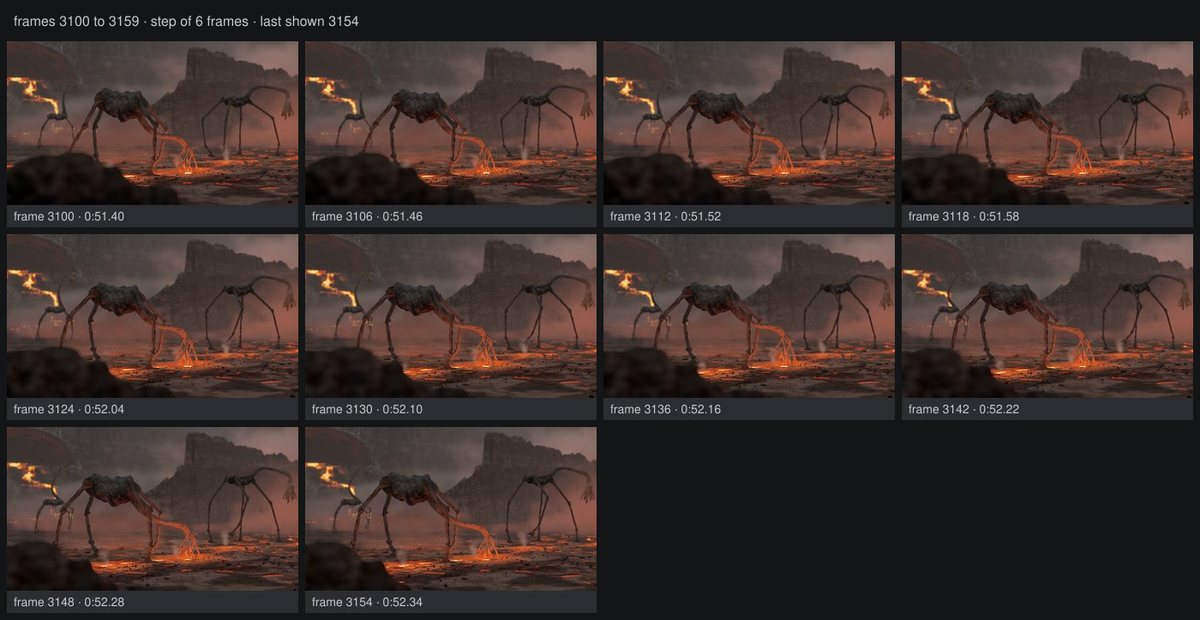 frames 3100 to 3159 · step of 6 frames · last shown 3154
frame 3100 · 0:51.40
frame 3106 · 0:51.46
frame 3112 · 0:51.52
frame 3118 · 0:51.58
frame 3124 · 0:52.04
frame 3130 · 0:52.10
frame 3136 · 0:52.16
frame 3142 · 0:52.22
frame 3148 · 0:52.28
frame 3154 · 0:52.34